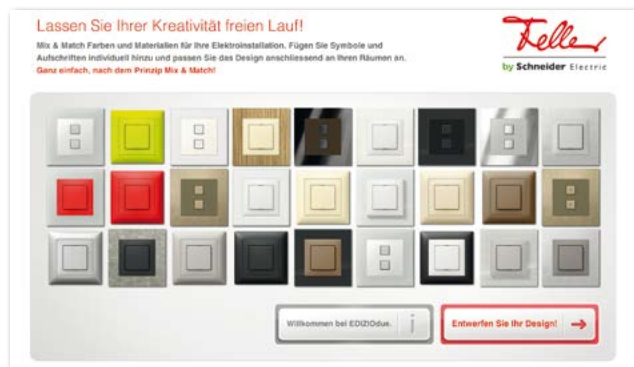 Lassen Sie Ihrer Kreativität freien Lauf!
Mix & Match Farben und Materialien für Ihre Elektroinstallation. Fügen Sie Symbole und
Aufschriften individuell hinzu und passen Sie das Design anschliessend an Ihren Räumen an.
Ganz einfach, nach dem Prinzip Mix & Match!
Feller
by Schneider Electric
Willkommen bei EDIZIOdue. i
Entwerfen Sie Ihr Design!